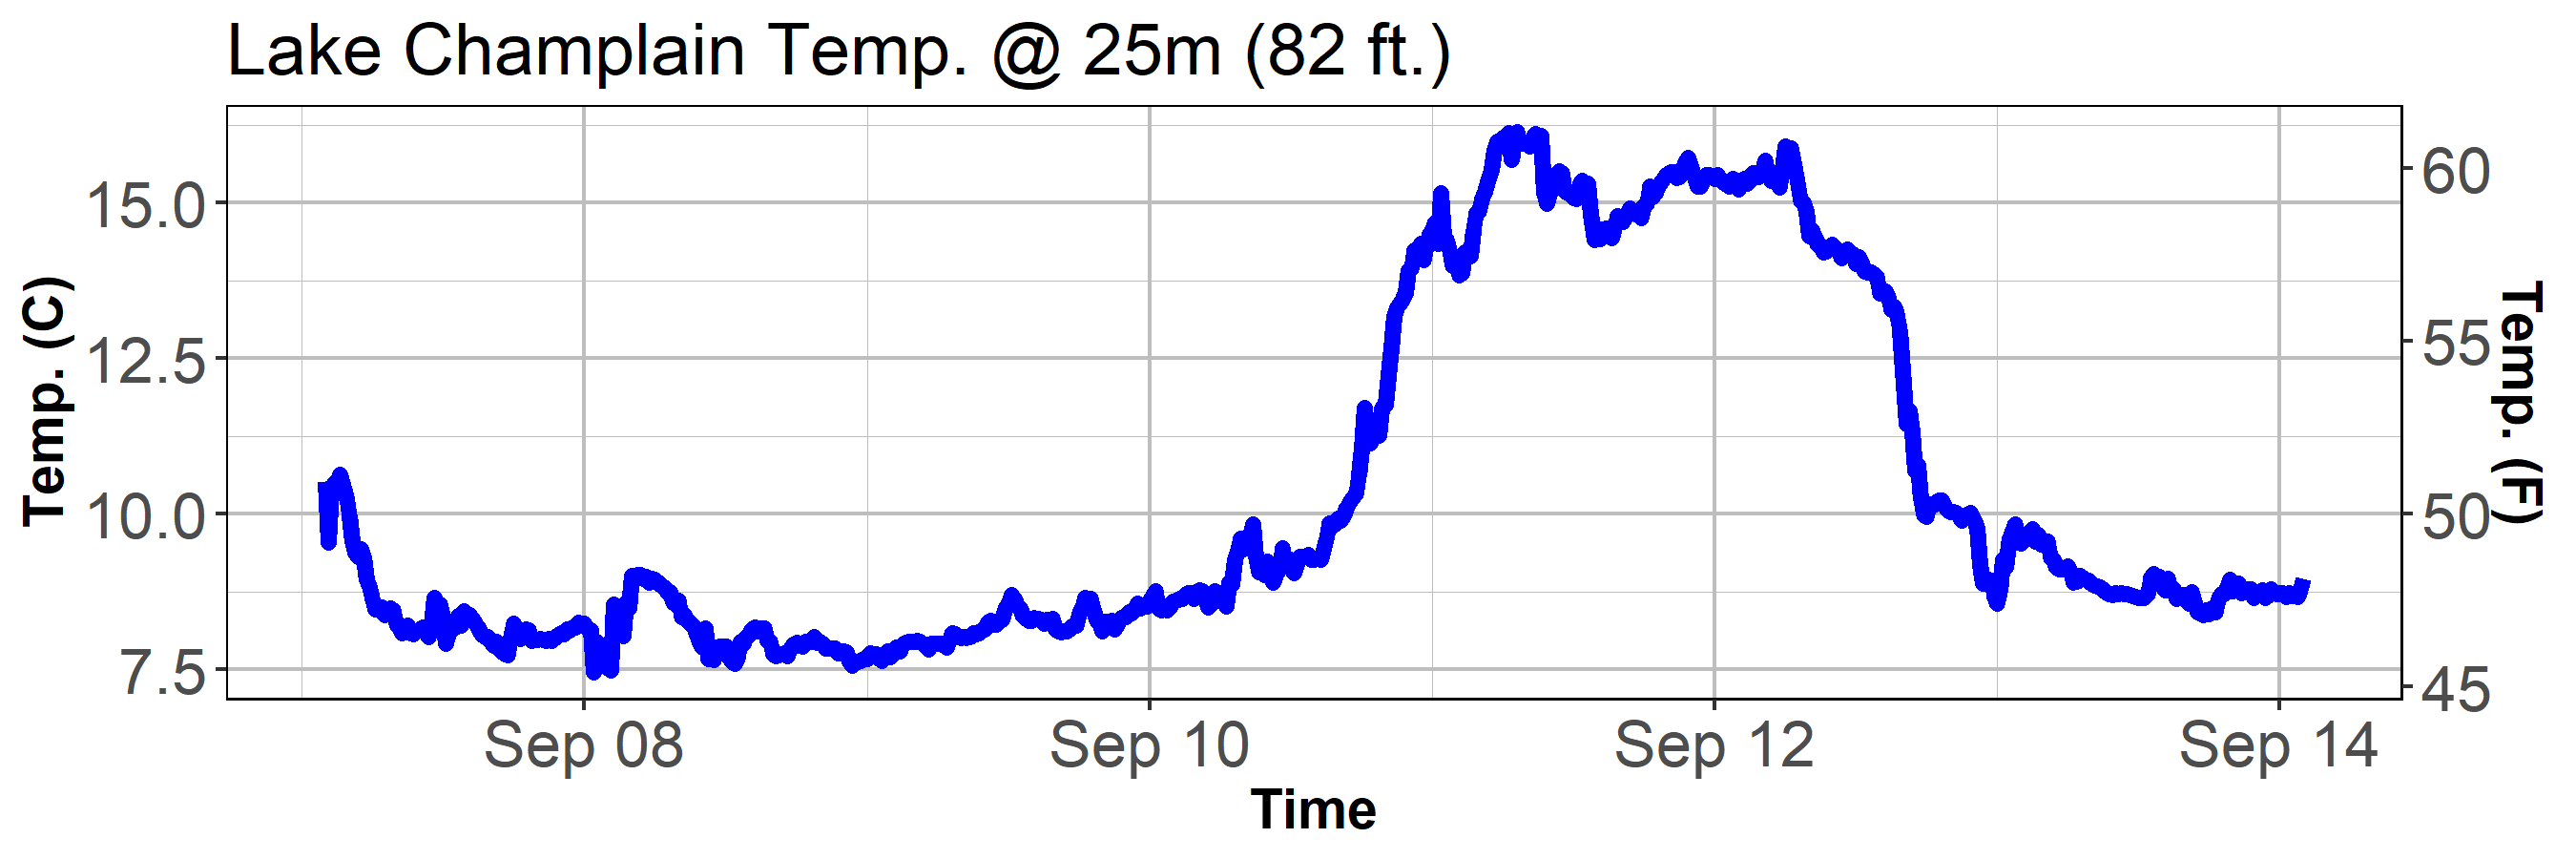 Lake Champlain Temp. @ 25m (82 ft.)
Temp. (C)
15.0
12.5
10.0
7.5
60
55
50
45
Temp. (F)
Sep 08 Sep 10 Sep 12 Sep 14
Time